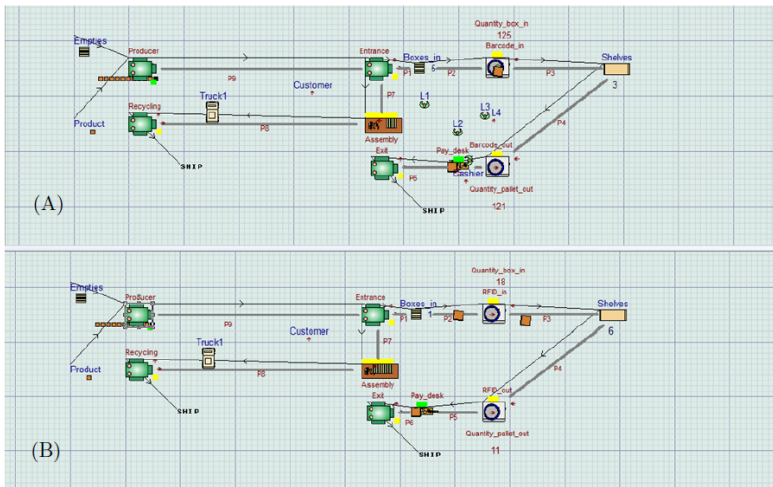 Quantity_box_in
125
Empties
Producer
Entrance
Boxes_in
Barcode_in
Shelves
P9
P1
5
P2
P3
3
Customer
P7
L1
Recycling
Truck1
L3
L4
P4
Product
P8
L2
Assembly
Exit
Pay_desk
Barcode_out
SHIP
Cashier
P6
Quantity_pallet_out
(A)
SHIP
121
18
Quantity_box_in
Empties
Producer
Entrance
Boxes_in
RFID_in
Shelves
P1
1
P2
P3
P9
6
Customer
P7
Recycling
Truck1
P4
Product
P8
Assembly
Exit
Pay_desk
RFID_out
SHIP
P6
P5
Quantity_pallet_out
(B)
SHIP
11